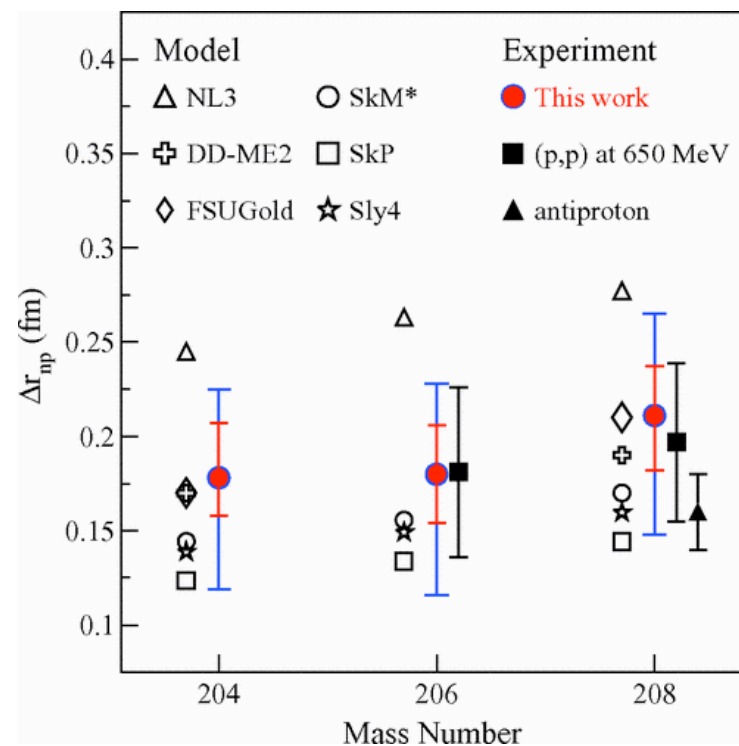 Model Experiment
NL3 SkM* This work
DD-ME2 SkP (p,p) at 650 MeV
FSUGold Sly4 antiproton
0.4
0.35
0.3
0.25
0.2
0.15
0.1
Δr_np (fm)
204 206 208
Mass Number